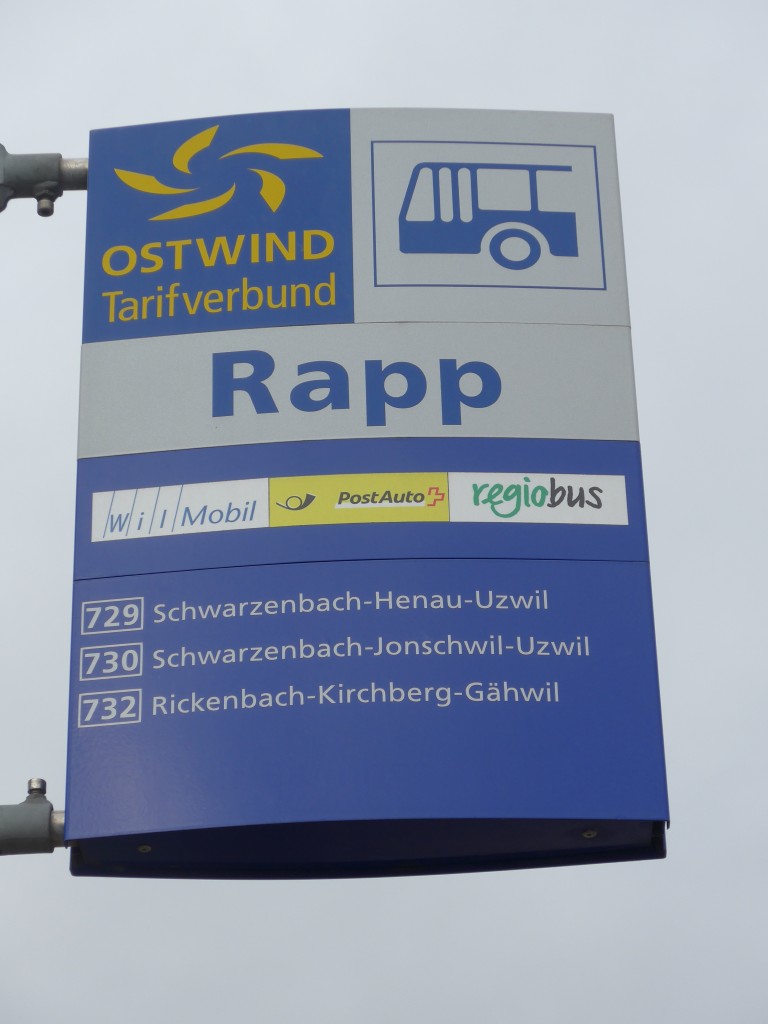 OSTWIND
Tarifverbund
Rapp
Wil Mobil PostAuto regiobus
729 Schwarzenbach-Henau-Uzwil
730 Schwarzenbach-Jonschwil-Uzwil
732 Rickenbach-Kirchberg-Gähwil